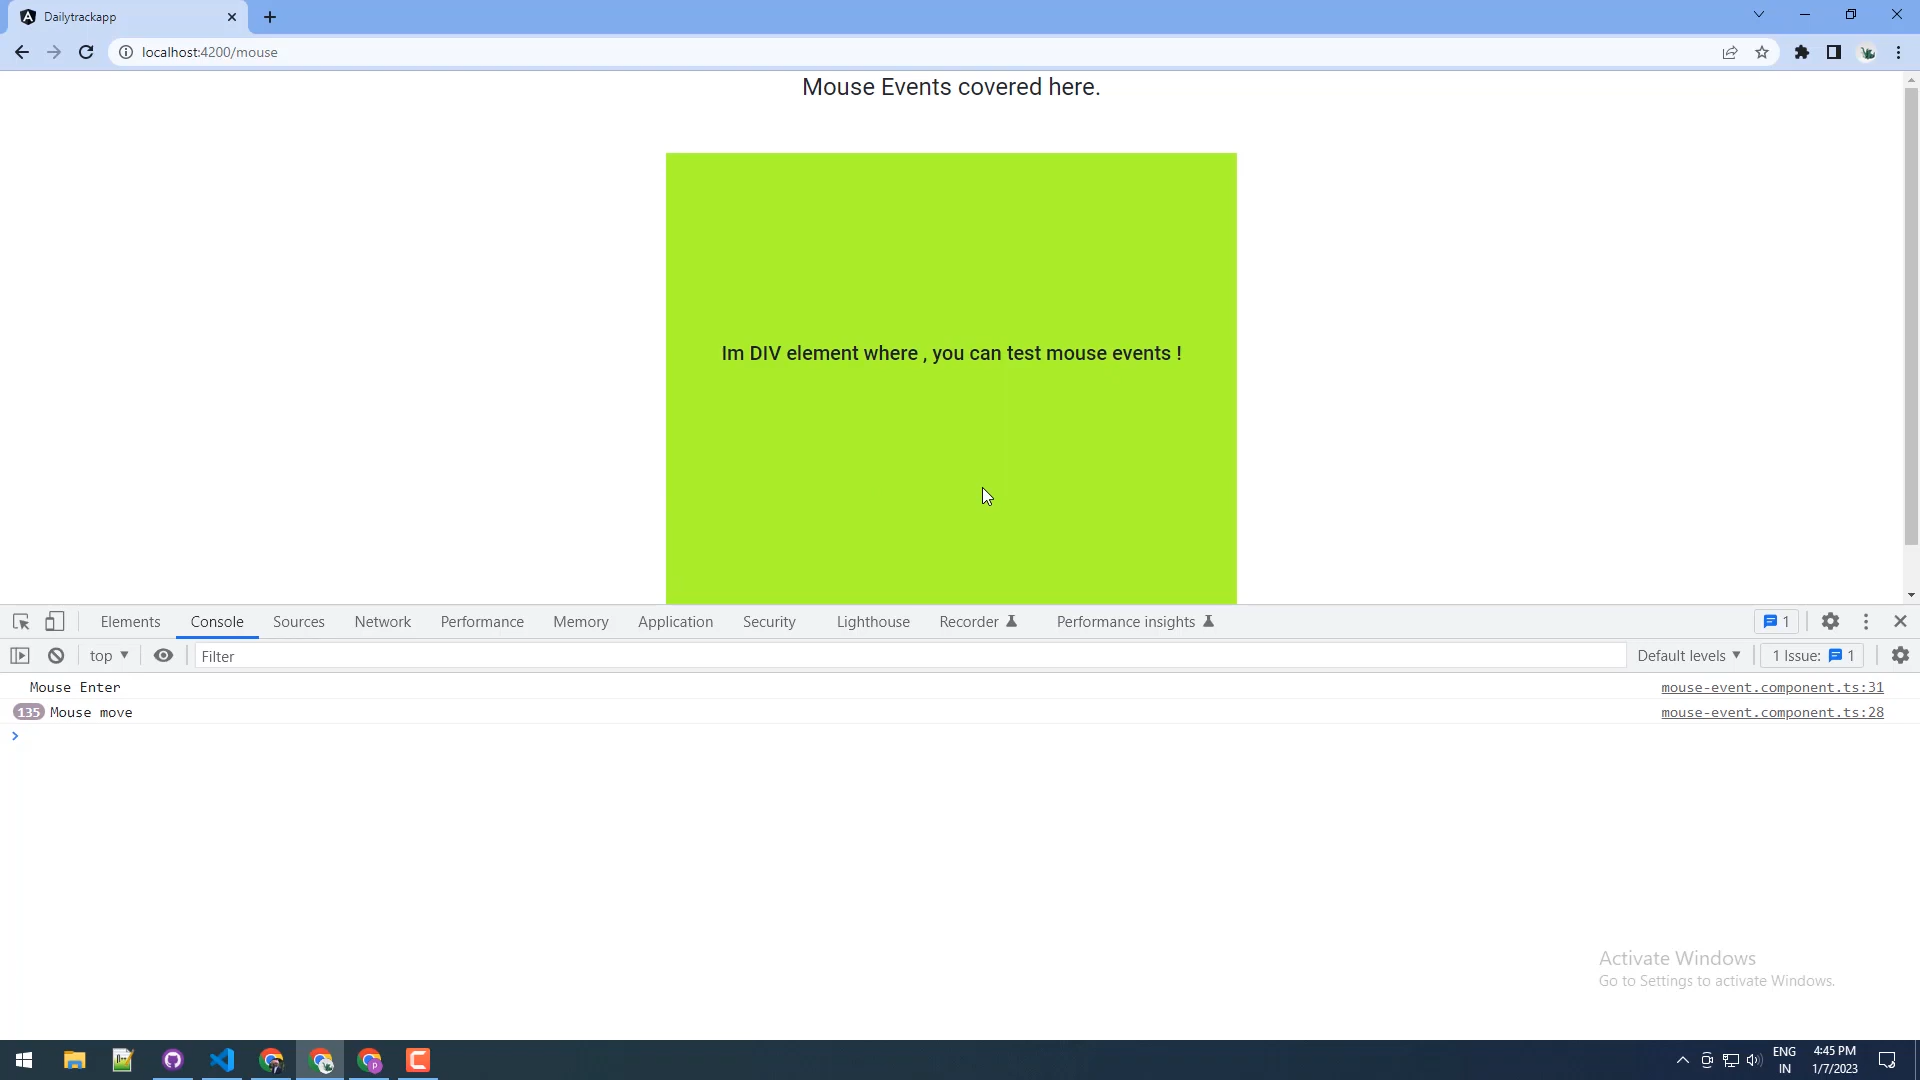 Dailytrackapp
localhost:4200/mouse
Mouse Events covered here.
Im DIV element where , you can test mouse events !
Elements Console Sources Network Performance Memory Application Security Lighthouse Recorder Performance insights 1
top Filter Default levels 1 Issue: 1
Mouse Enter mouse-event.component.ts:31
135 Mouse move mouse-event.component.ts:28
Activate Windows
Go to Settings to activate Windows.
ENG 4:45 PM
IN 1/7/2023